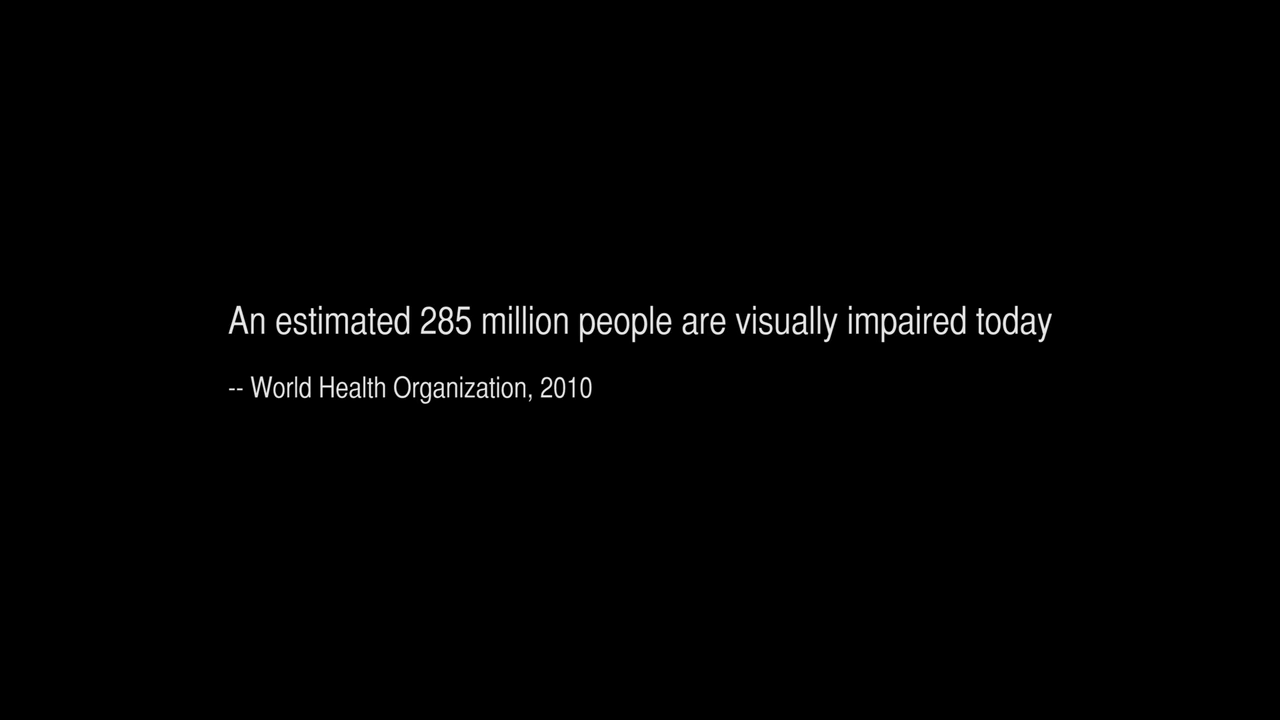 An estimated 285 million people are visually impaired today
-- World Health Organization, 2010